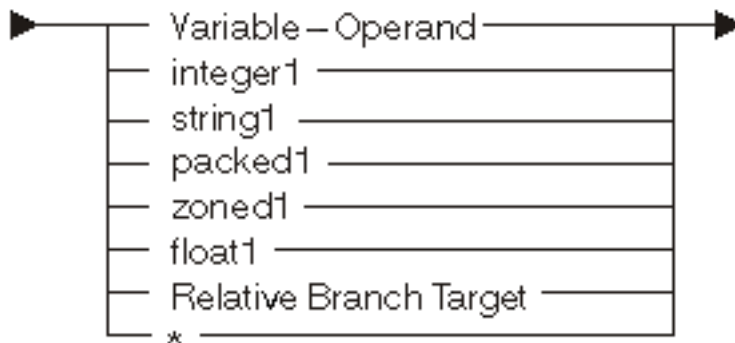 Variable – Operand
integer1
string1
packed1
zoned1
float1
Relative Branch Target
*